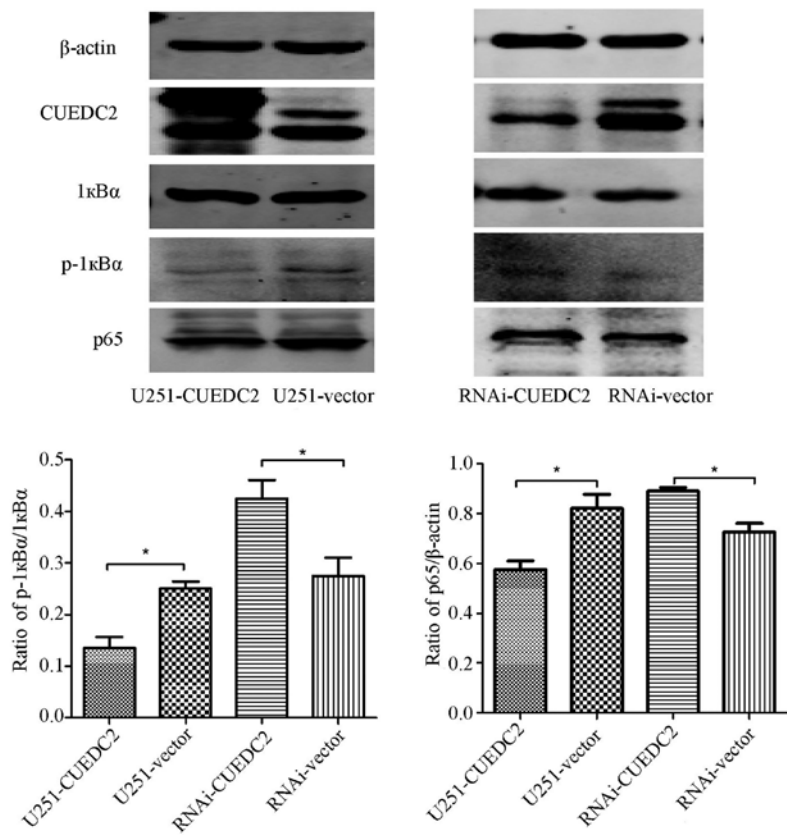 β-actin
CUEDC2
1κBα
p-1κBα
p65
U251-CUEDC2 U251-vector
RNAi-CUEDC2 RNAi-vector
Ratio of p-1κBα/1κBα
0.5
0.4
0.3
0.2
0.1
0.0
*
*
U251-CUEDC2
U251-vector
RNAi-CUEDC2
RNAi-vector
Ratio of p65/β-actin
1.0
0.8
0.6
0.4
0.2
0.0
*
*
U251-CUEDC2
U251-vector
RNAi-CUEDC2
RNAi-vector